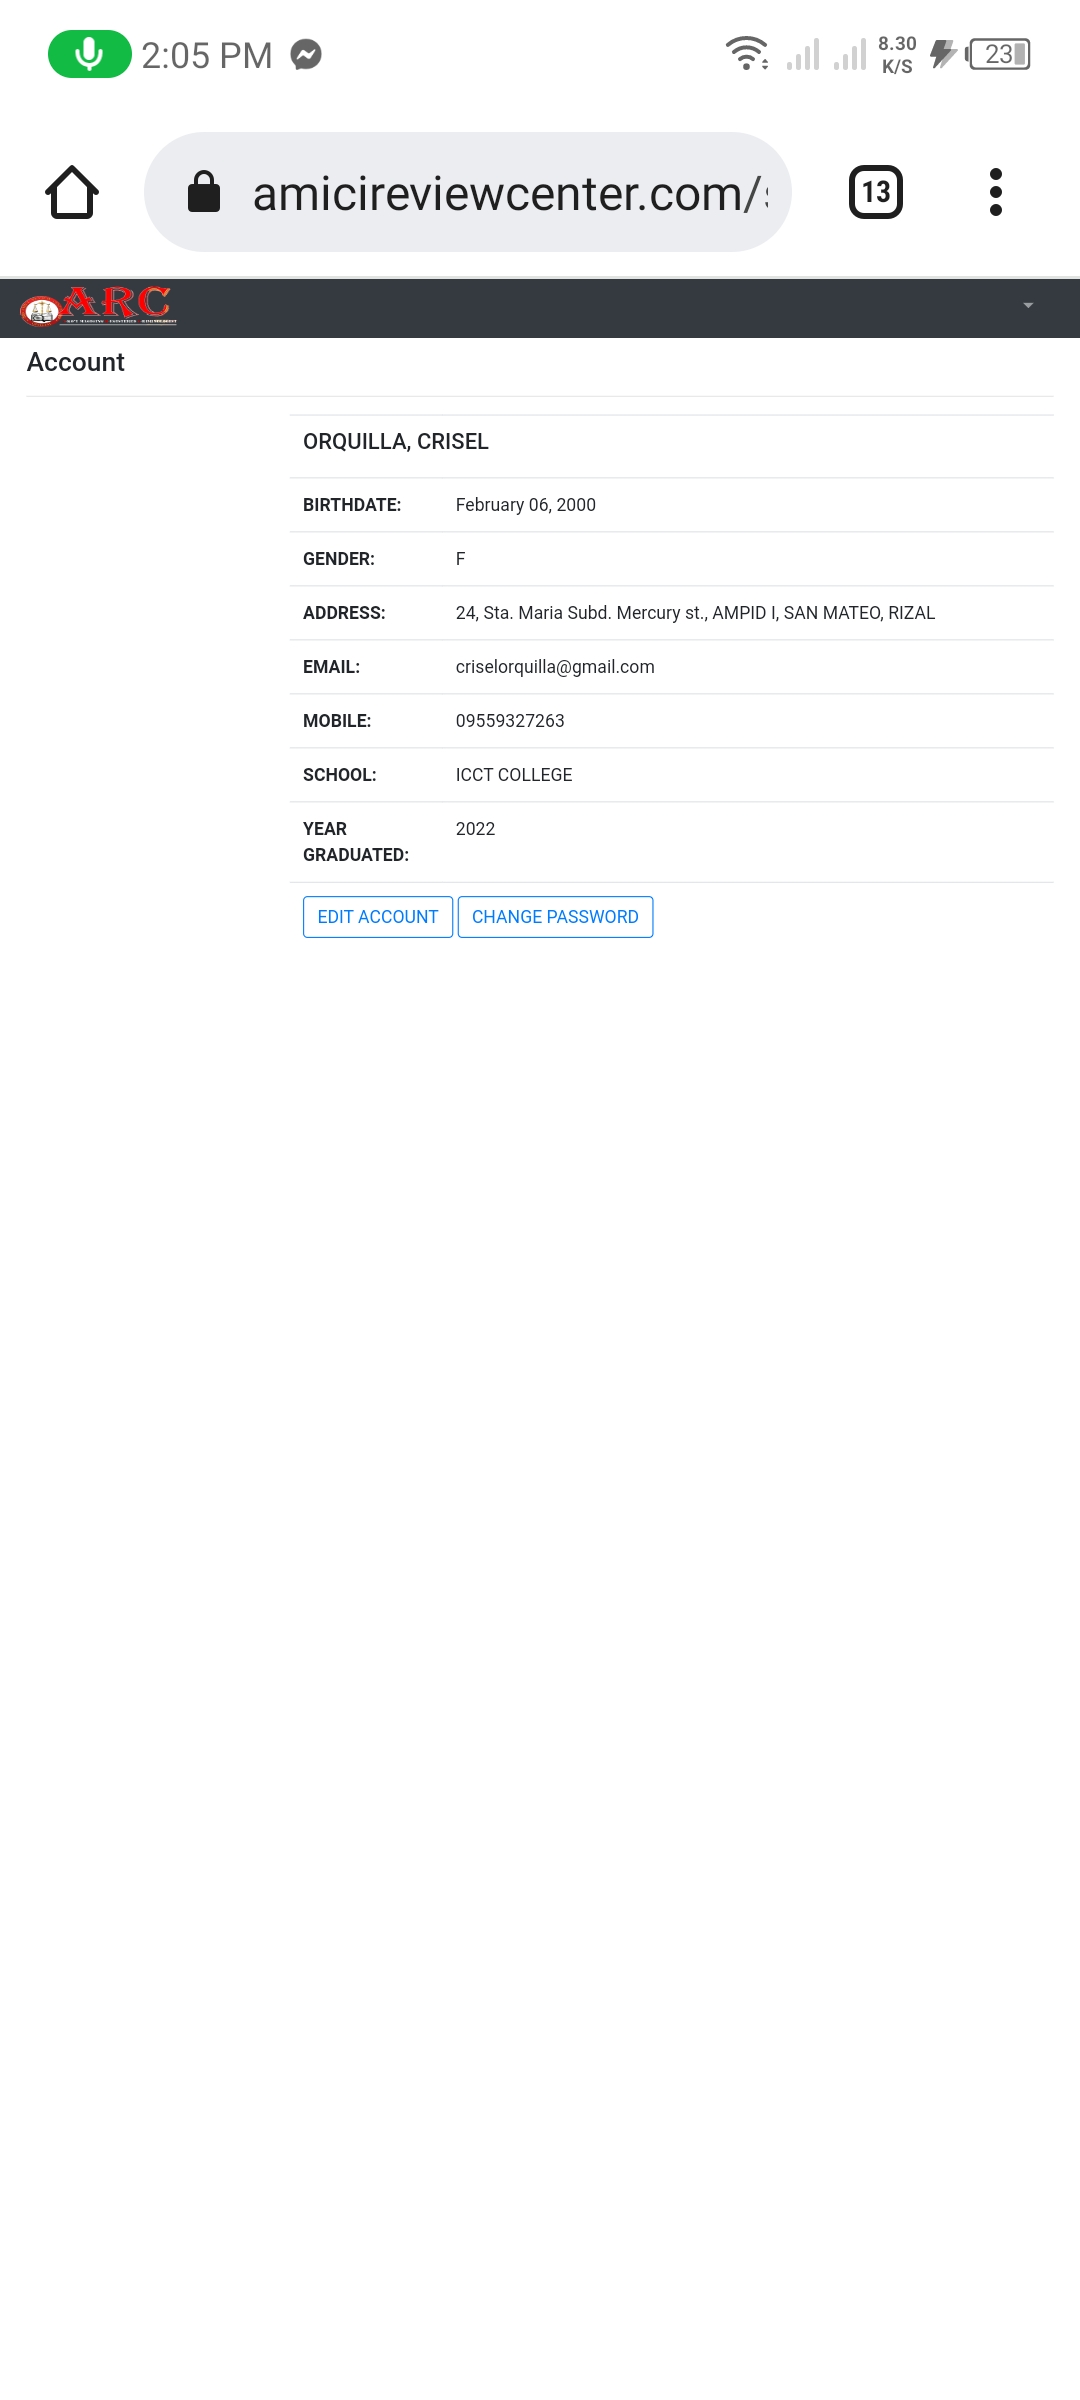 2:05 PM 8.30 K/S 23
amicireviewcenter.com/
13
ARC
Account
ORQUILLA, CRISEL
BIRTHDATE: February 06, 2000
GENDER: F
ADDRESS: 24, Sta. Maria Subd. Mercury st., AMPID I, SAN MATEO, RIZAL
EMAIL: criselorquilla@gmail.com
MOBILE: 09559327263
SCHOOL: ICCT COLLEGE
YEAR GRADUATED: 2022
EDIT ACCOUNT CHANGE PASSWORD